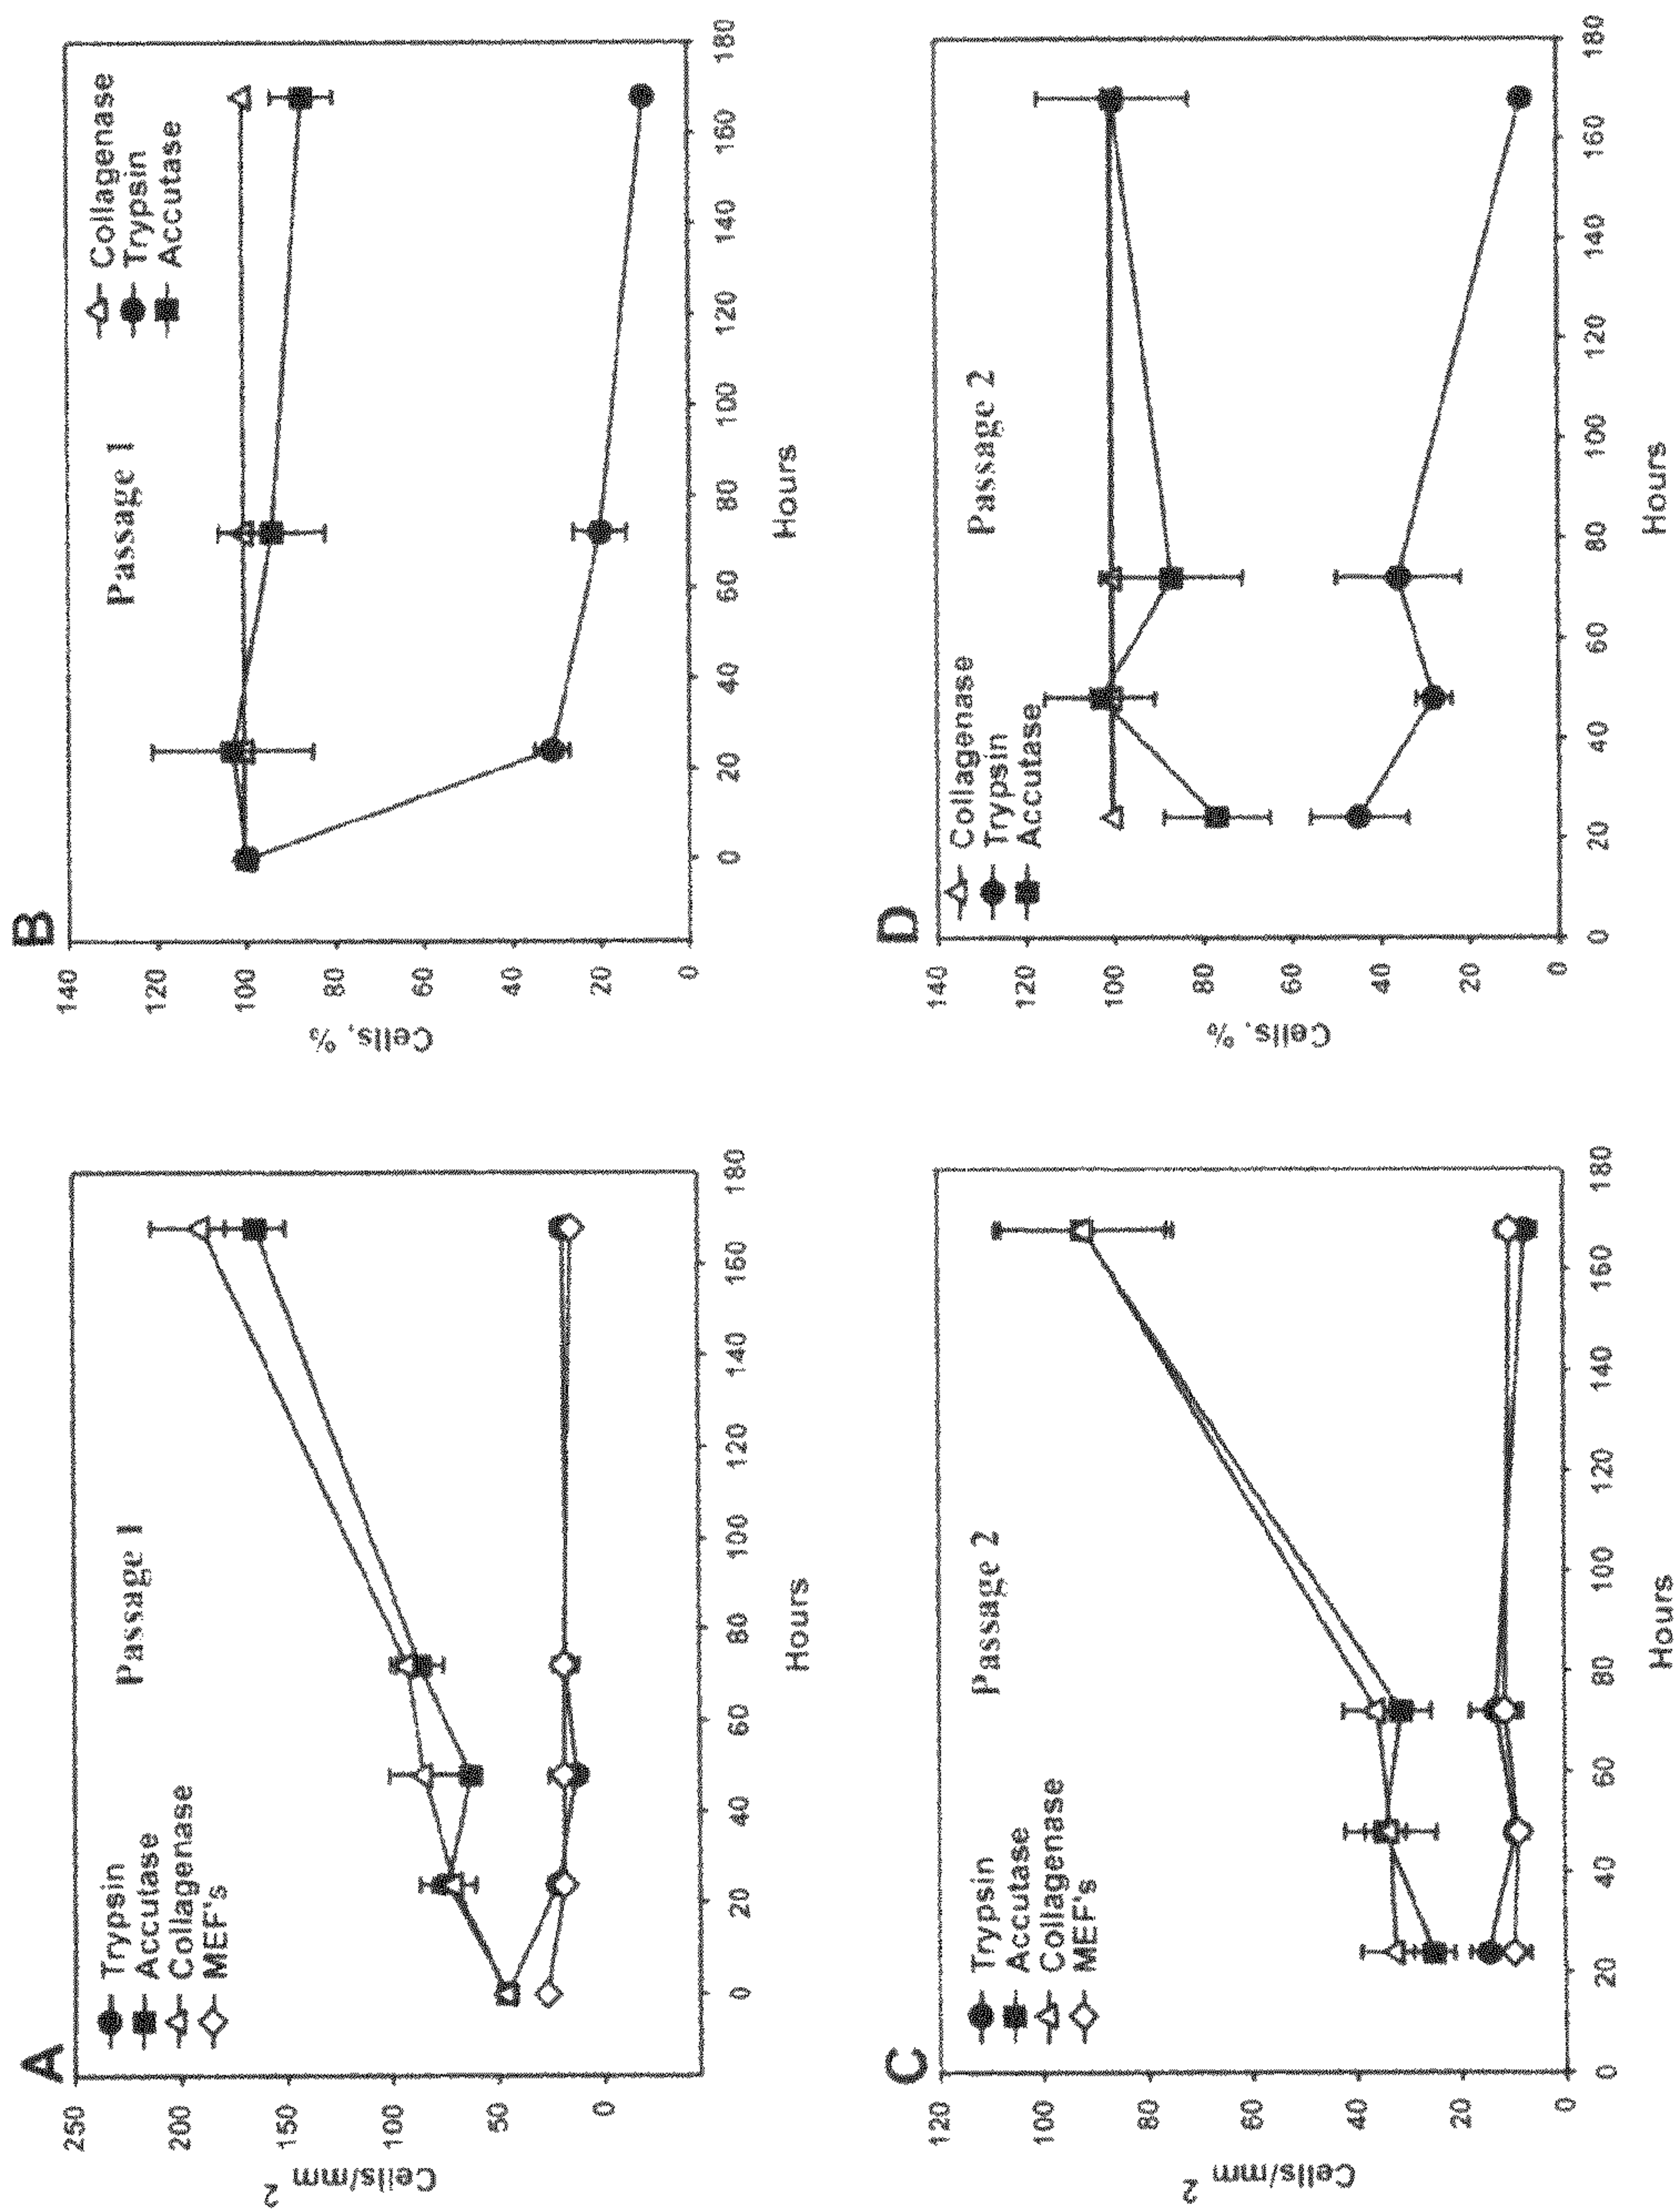 A
Passage 1
Trypsin
Accutase
Collagenase
MEF's
250
200
150
100
50
0
Cells/mm 2
0
20
40
60
80
100
120
140
160
180
Hours
B
Passage 1
Collagenase
Trypsin
Accutase
140
120
100
80
60
40
20
0
Cells, %
0
20
40
60
80
100
120
140
160
180
Hours
C
Passage 2
Trypsin
Accutase
Collagenase
MEF's
120
100
80
60
40
20
0
Cells/mm 2
0
20
40
60
80
100
120
140
160
180
Hours
D
Passage 2
Collagenase
Trypsin
Accutase
140
120
100
80
60
40
20
0
Cells, %
0
20
40
60
80
100
120
140
160
180
Hours